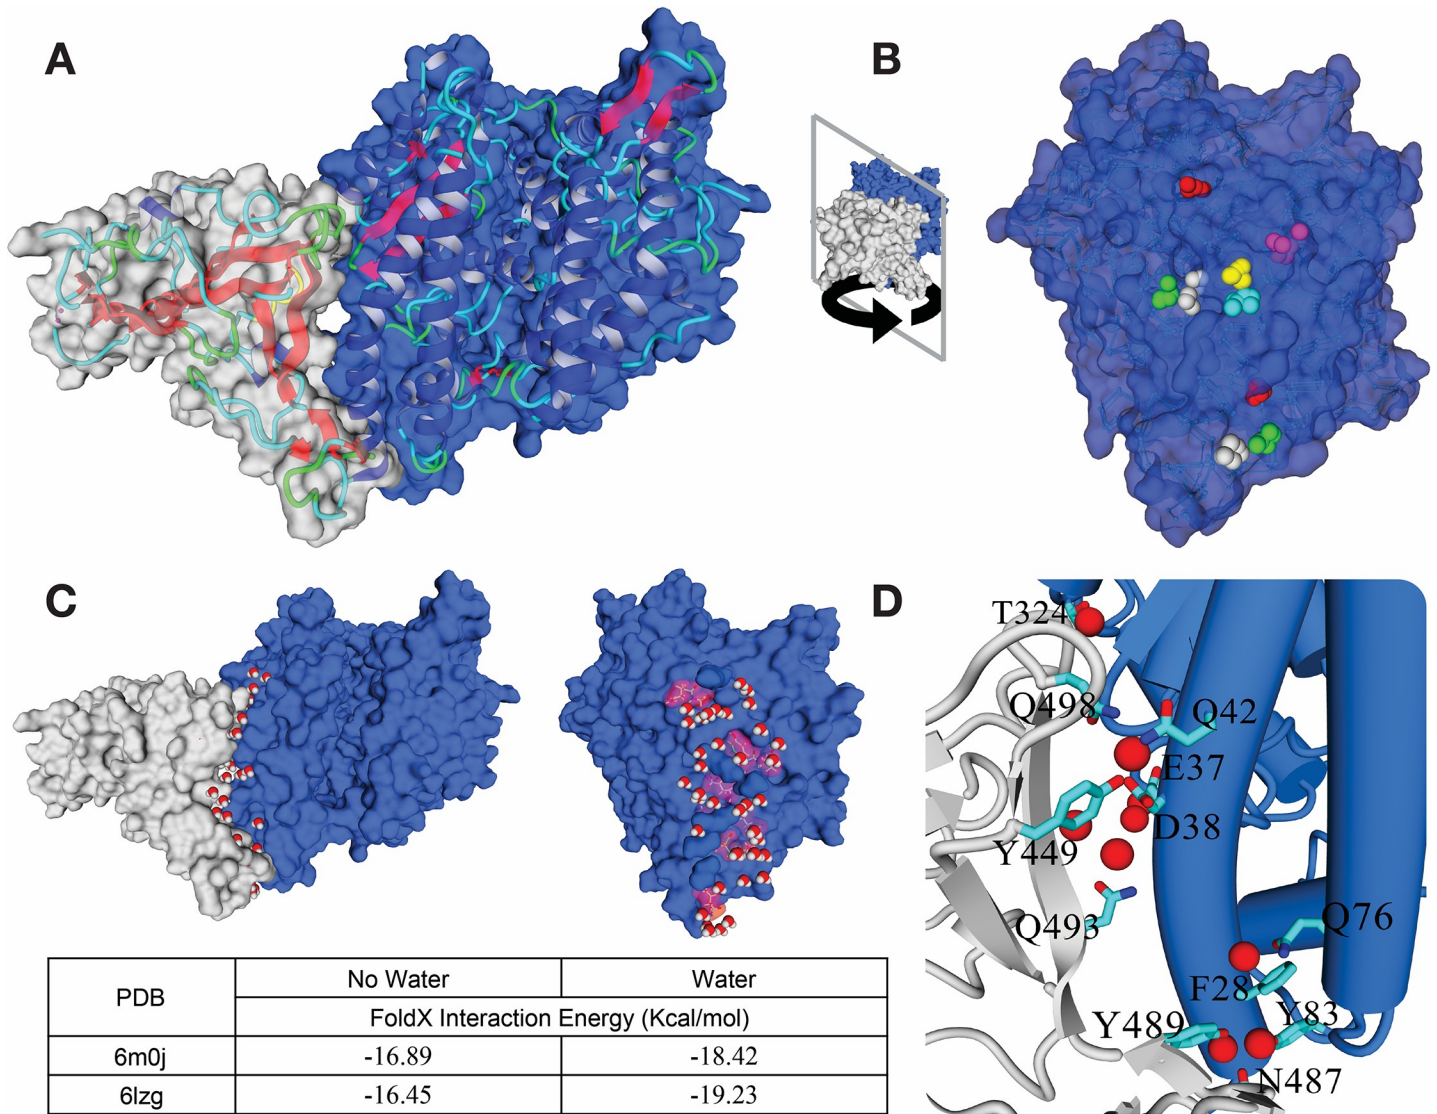 A
B
C
D
T324
Q498
Q42
E37
D38
Y449
Q493
Q76
F28
Y83
Y489
N487
PDB
No Water
Water
FoldX Interaction Energy (Kcal/mol)
6m0j
-16.89
-18.42
6lzg
-16.45
-19.23